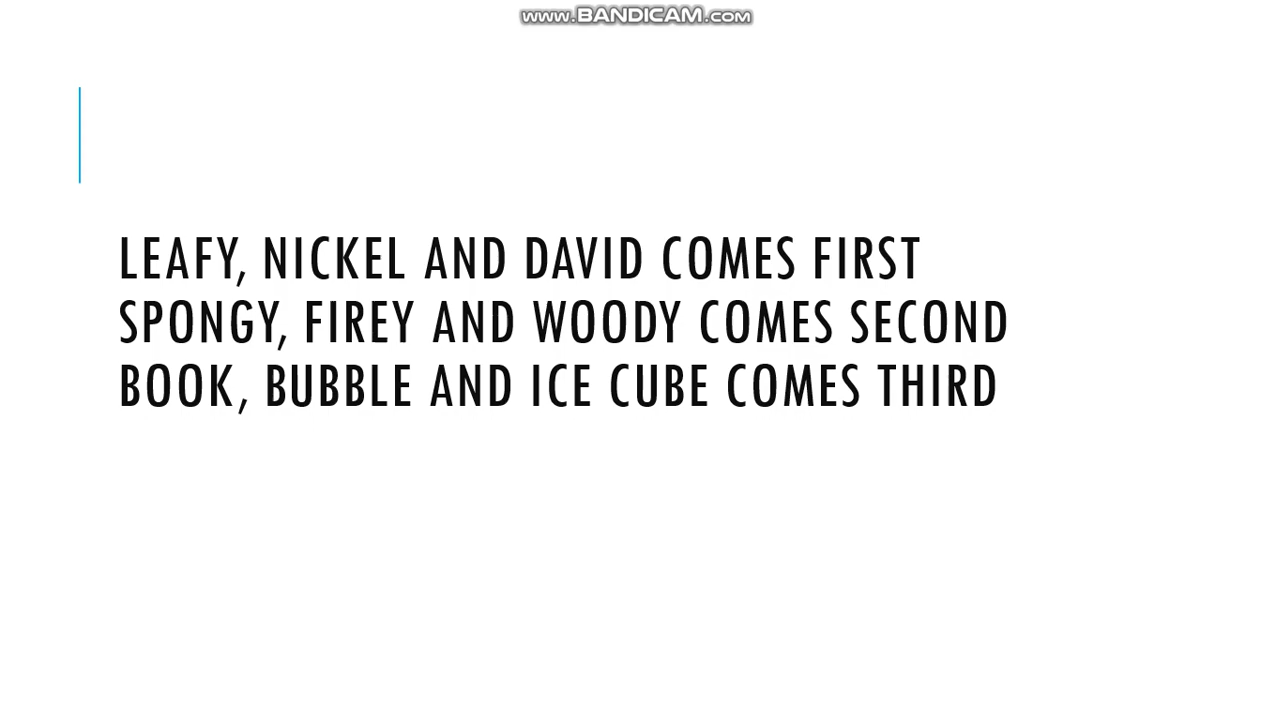 www.BANDICAM.com
LEAFY, NICKEL AND DAVID COMES FIRST
SPONGY, FIREY AND WOODY COMES SECOND
BOOK, BUBBLE AND ICE CUBE COMES THIRD